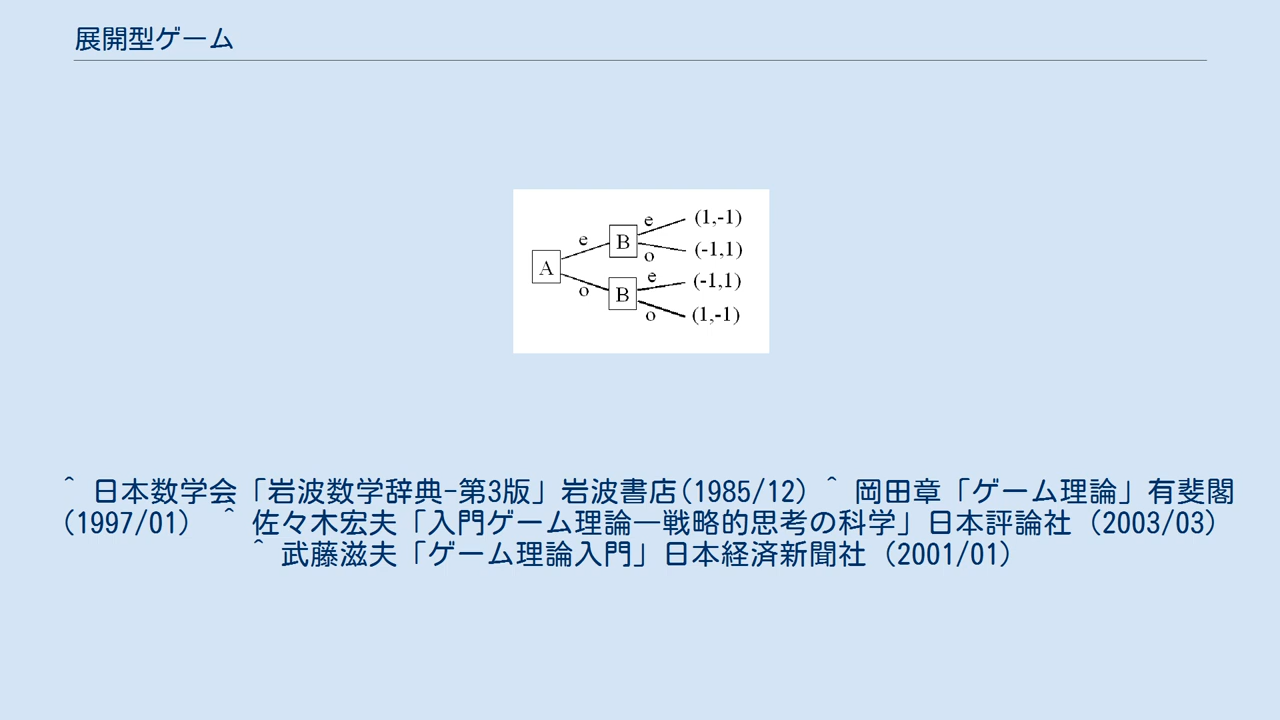 展開型ゲーム
e (1,-1)
e B
o (-1,1)
A
e (-1,1)
o B
o (1,-1)
^ 日本数学会「岩波数学辞典-第3版」岩波書店(1985/12) ^ 岡田章「ゲーム理論」有斐閣
(1997/01) ^ 佐々木宏夫「入門ゲーム理論―戦略的思考の科学」日本評論社 (2003/03)
^ 武藤滋夫「ゲーム理論入門」日本経済新聞社 (2001/01)